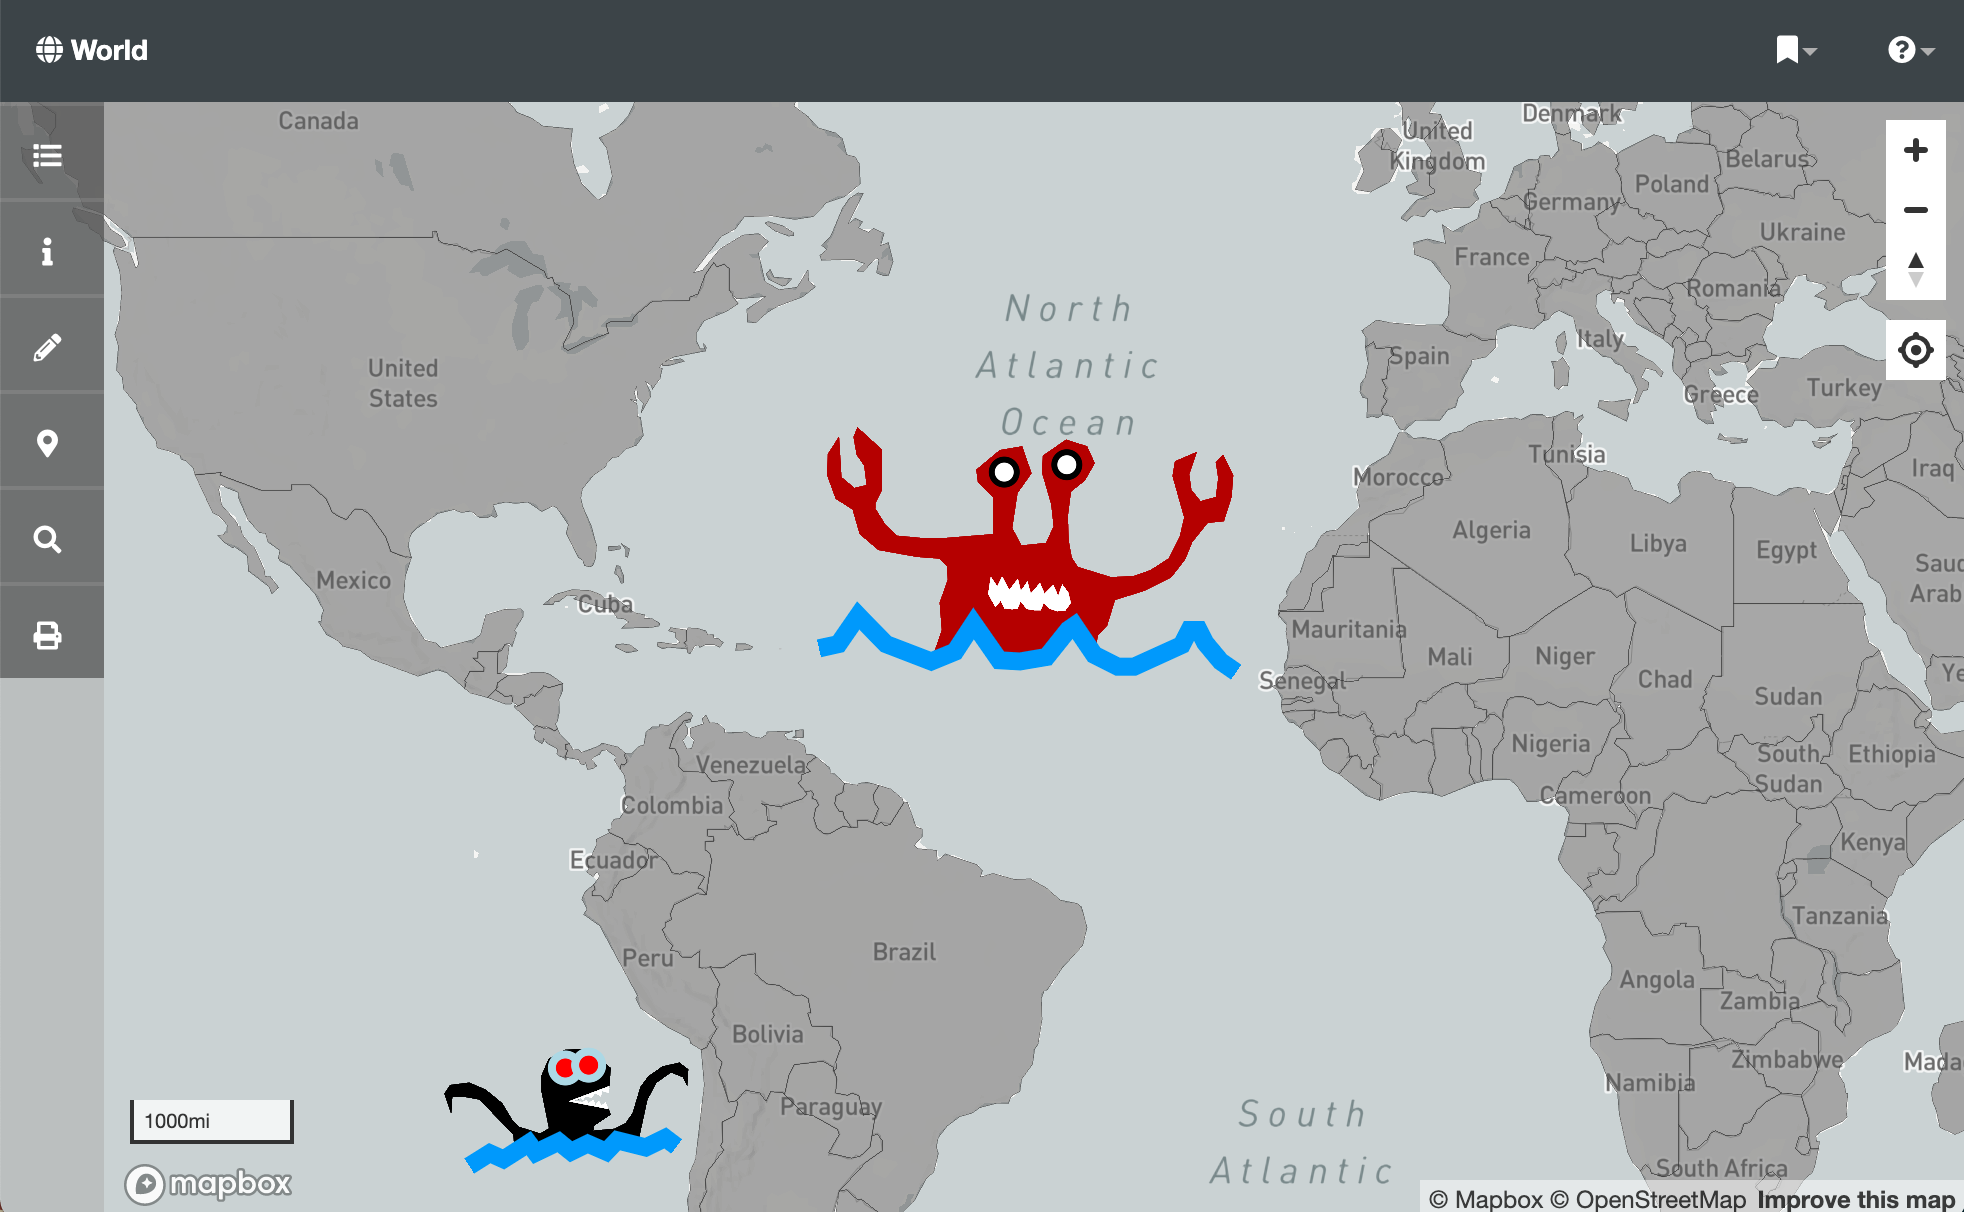 World
Canada
United
States
Mexico
Cuba
North
Atlantic
Ocean
United
Kingdom
Denmark
Belarus
Poland
Germany
Ukraine
France
Romania
Italy
Spain
Greece
Turkey
Tunisia
Morocco
Iraq
Algeria
Libya
Egypt
Saud
Arab
Mauritania
Mali
Niger
Senegal
Chad
Sudan
Ye
Nigeria
South
Sudan
Ethiopia
Cameroon
Kenya
Venezuela
Colombia
Ecuador
Tanzania
Brazil
Peru
Angola
Zambia
Bolivia
Zimbabwe
Mada
Namibia
Paraguay
South
Atlantic
South Africa
1000mi
mapbox
© Mapbox © OpenStreetMap Improve this map